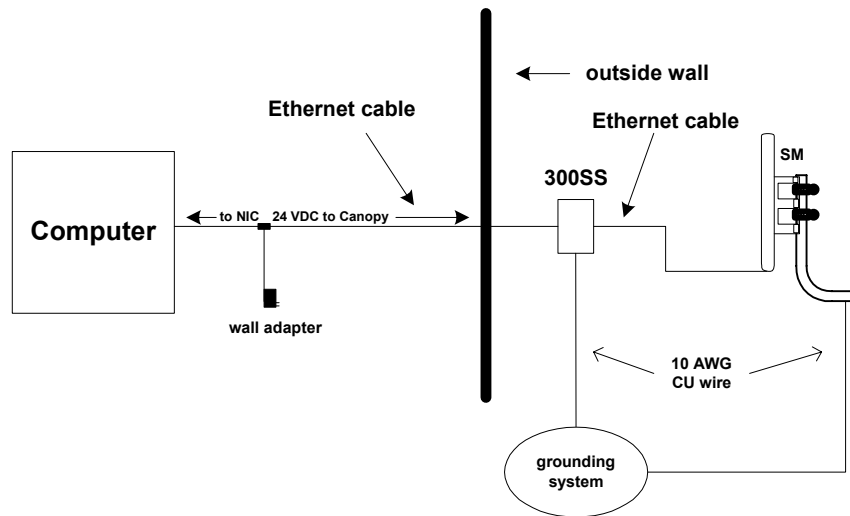 outside wall
Ethernet cable
Ethernet cable
SM
300SS
to NIC 24 VDC to Canopy
Computer
wall adapter
10 AWG
CU wire
grounding
system